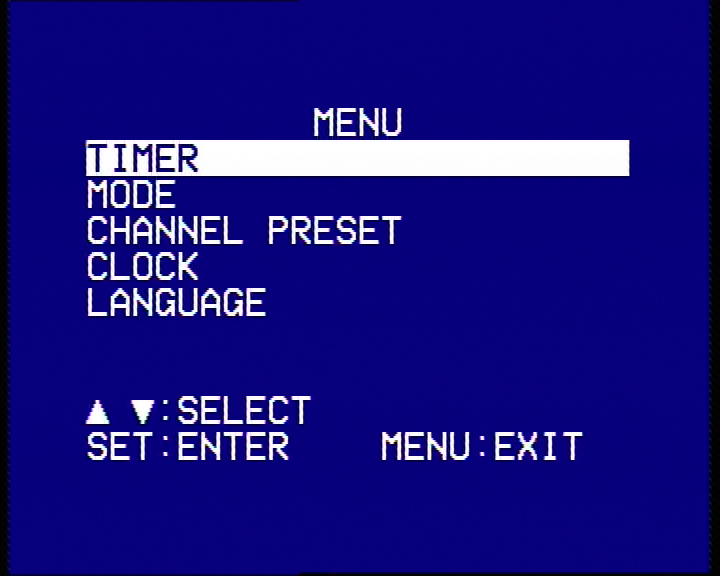 MENU
TIMER
MODE
CHANNEL PRESET
CLOCK
LANGUAGE
▲ ▼:SELECT
SET:ENTER MENU:EXIT